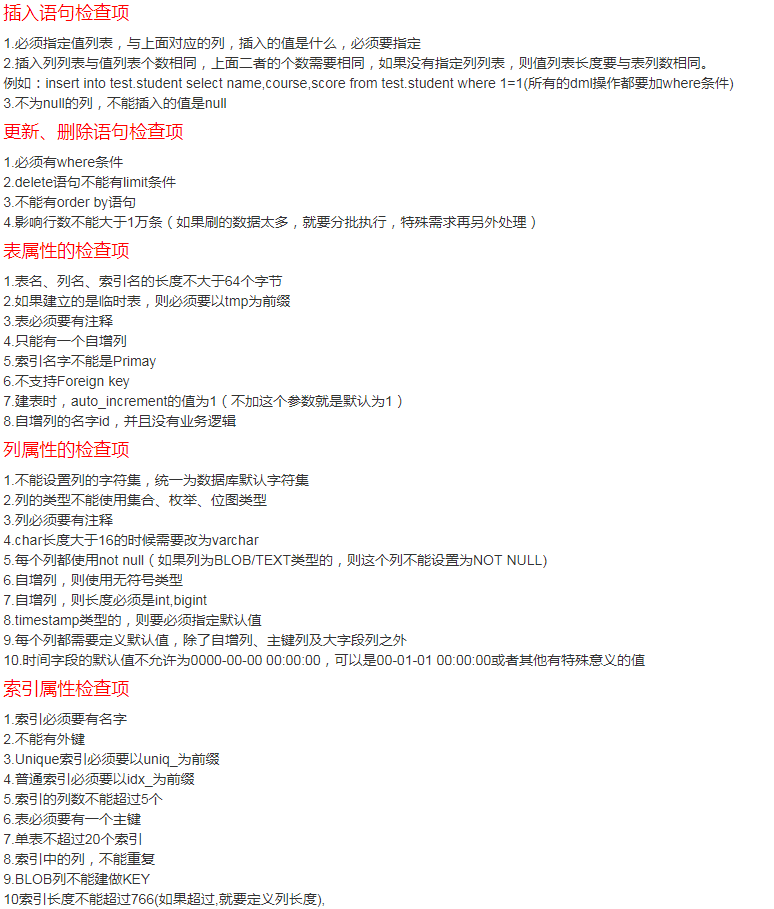 插入语句检查项
1.必须指定值列表，与上面对应的列，插入的值是什么，必须要指定
2.插入列列表与值列表个数相同，上面二者的个数需要相同，如果没有指定列列表，则值列表长度要与表列数相同。
例如：insert into test.student select name,course,score from test.student where 1=1(所有的dml操作都要加where条件)
3.不为null的列，不能插入的值是null
更新、删除语句检查项
1.必须有where条件
2.delete语句不能有limit条件
3.不能有order by语句
4.影响行数不能大于1万条（如果刷的数据太多，就要分批执行，特殊需求再另外处理）
表属性的检查项
1.表名、列名、索引名的长度不大于64个字节
2.如果建立的是临时表，则必须要以tmp为前缀
3.表必须要有注释
4.只能有一个自增列
5.索引名字不能是Primay
6.不支持Foreign key
7.建表时，auto_increment的值为1（不加这个参数就是默认为1）
8.自增列的名字id，并且没有业务逻辑
列属性的检查项
1.不能设置列的字符集，统一为数据库默认字符集
2.列的类型不能使用集合、枚举、位图类型
3.列必须要有注释
4.char长度大于16的时候需要改为varchar
5.每个列都使用not null（如果列为BLOB/TEXT类型的，则这个列不能设置为NOT NULL)
6.自增列，则使用无符号类型
7.自增列，则长度必须是int,bigint
8.timestamp类型的，则要必须指定默认值
9.每个列都需要定义默认值，除了自增列、主键列及大字段列之外
10.时间字段的默认值不允许为0000-00-00 00:00:00，可以是00-01-01 00:00:00或者其他有特殊意义的值
索引属性检查项
1.索引必须要有名字
2.不能有外键
3.Unique索引必须要以uniq_为前缀
4.普通索引必须要以idx_为前缀
5.索引的列数不能超过5个
6.表必须要有一个主键
7.单表不超过20个索引
8.索引中的列，不能重复
9.BLOB列不能建做KEY
10索引长度不能超过766(如果超过,就要定义列长度),